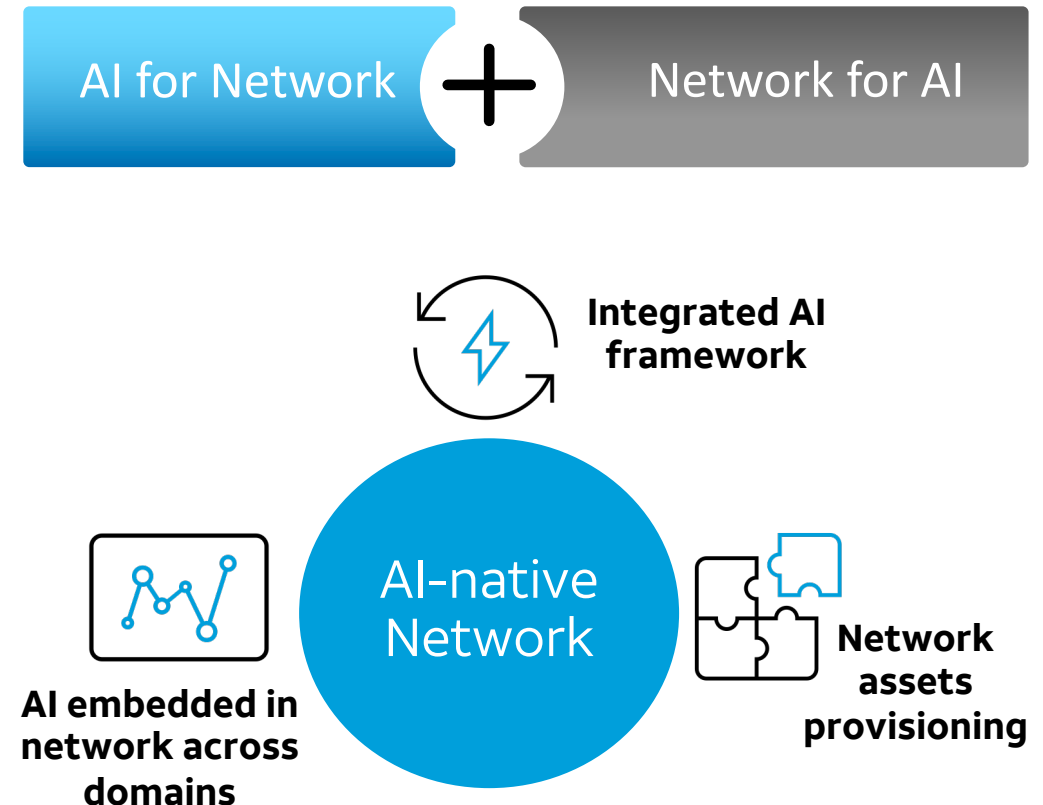 AI for Network
Network for AI
Integrated AI
framework
AI-native
Network
AI embedded in
network across
domains
Network
assets
provisioning